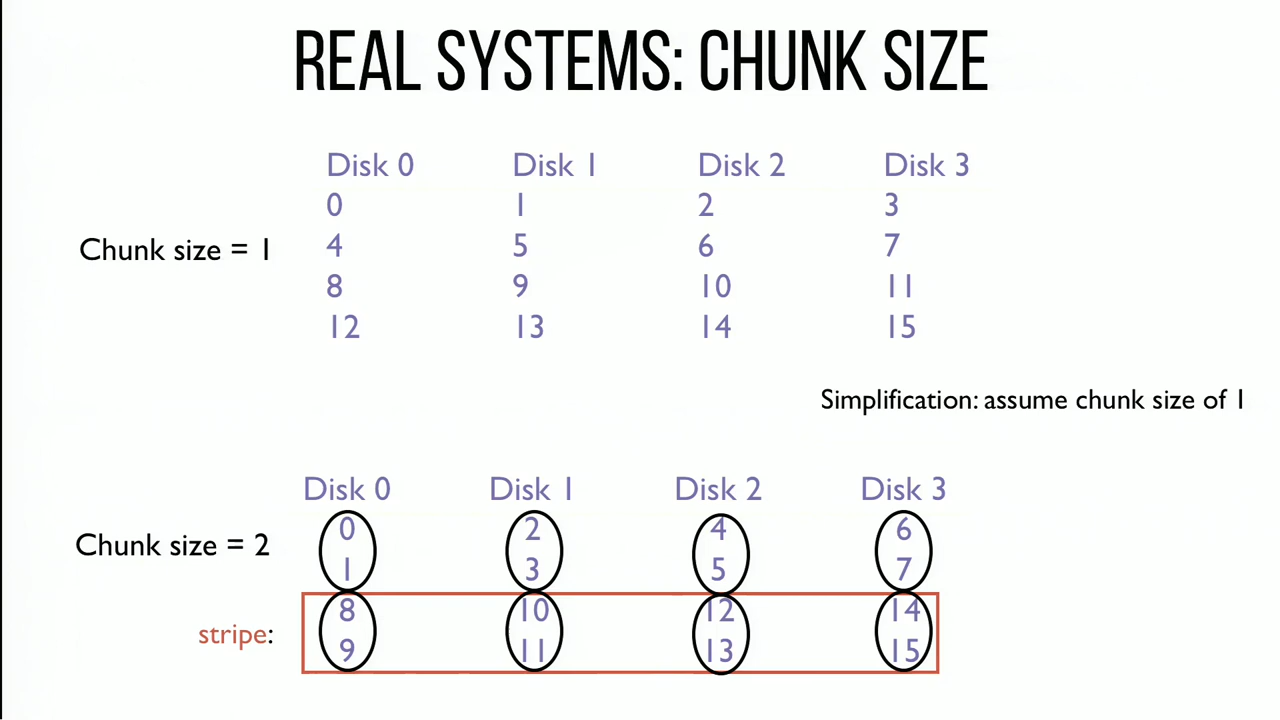 REAL SYSTEMS: CHUNK SIZE
Disk 0 Disk 1 Disk 2 Disk 3
0 1 2 3
Chunk size = 1
4 5 6 7
8 9 10 11
12 13 14 15
Simplification: assume chunk size of 1
Disk 0 Disk 1 Disk 2 Disk 3
0 2 4 6
Chunk size = 2
1 3 5 7
8 10 12 14
stripe:
9 11 13 15